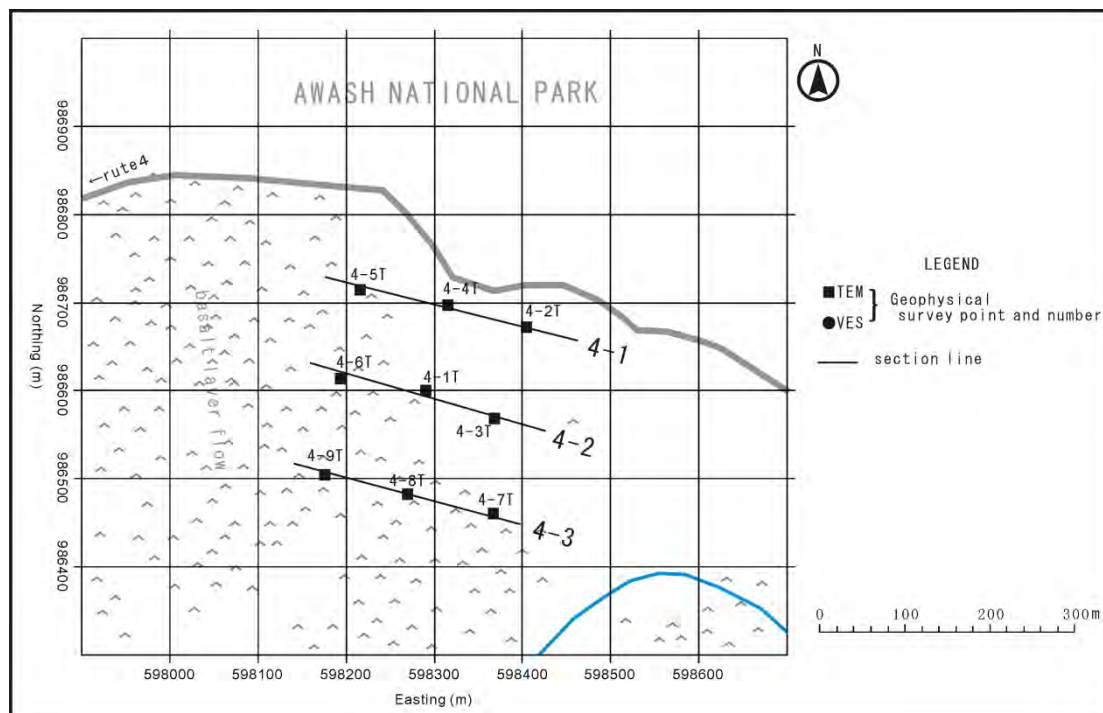 N
AWASH NATIONAL PARK
986900
←rute4
986800
4-5T
4-4T
4-2T
986700
4-1
4-6T
4-1T
4-3T
986600
4-2
4-9T
4-8T
4-7T
986500
4-3
986400
basalt laver flow
Northing (m)
598000 598100 598200 598300 598400 598500 598600
Easting (m)
LEGEND
TEM
VES
Geophysical
survey point and number
section line
0 100 200 300m